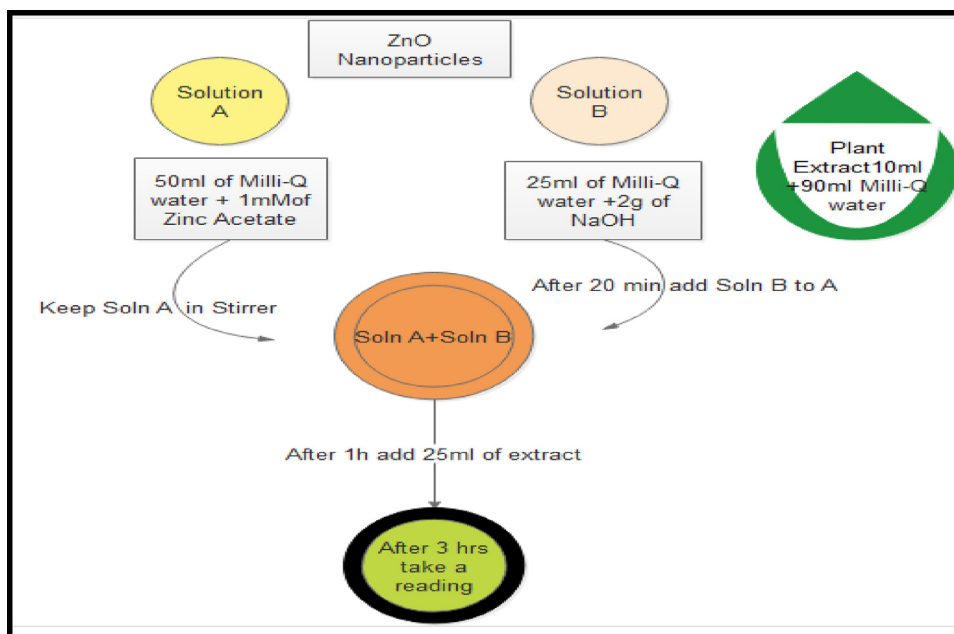 ZnO
Nanoparticles
Solution
A
Solution
B
50ml of Milli-Q
water + 1mMof
Zinc Acetate
25ml of Milli-Q
water +2g of
NaOH
Plant
Extract10ml
+90ml Milli-Q
water
Keep Soln A in Stirrer
After 20 min add Soln B to A
Soln A+Soln B
After 1h add 25ml of extract
After 3 hrs
take a
reading